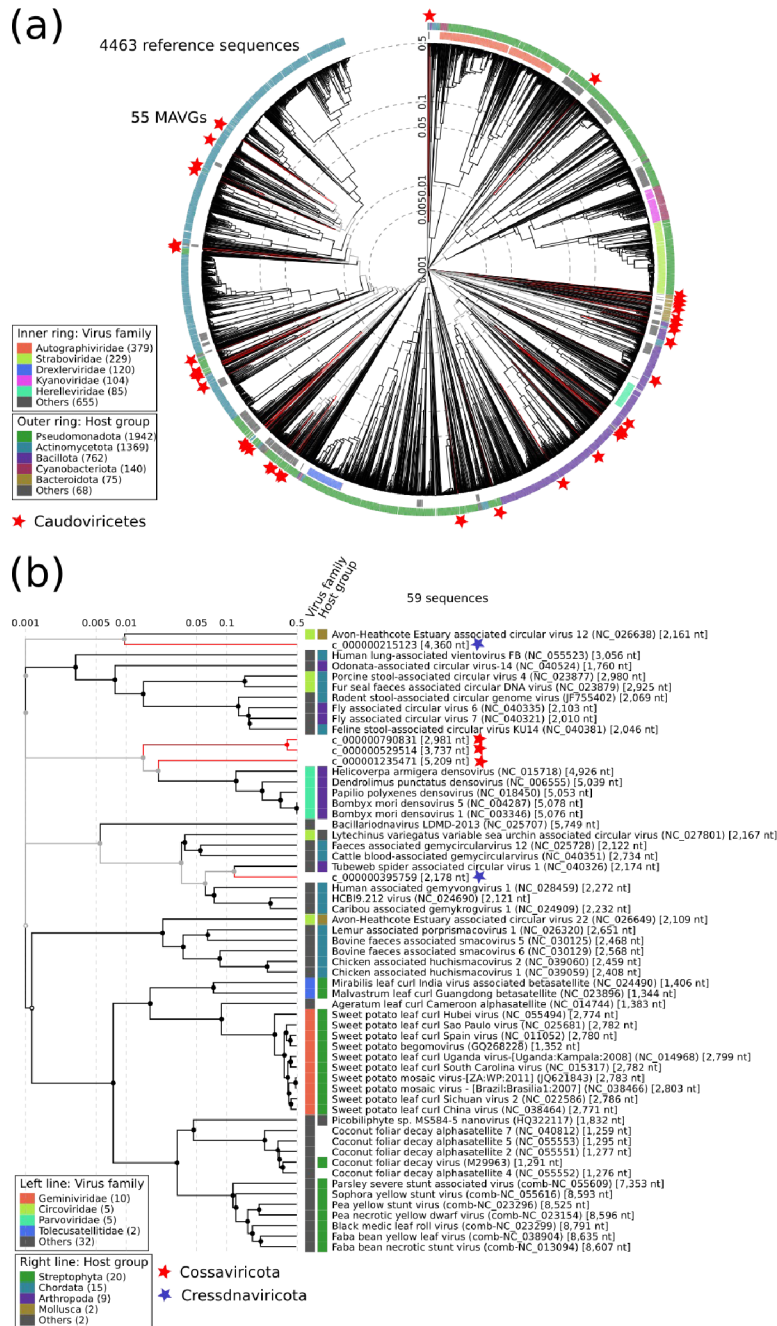 (a)
4463 reference sequences
55 MAVGs
0.5
0.1
0.05
0.01
0.005
0.001
Inner ring: Virus family
Autographiviridae (379)
Straboviridae (229)
Drexlerviridae (120)
Kyanoviridae (104)
Herelleviridae (85)
Others (655)
Outer ring: Host group
Pseudomonadota (1942)
Actinomycetota (1369)
Bacillota (762)
Cyanobacteriota (140)
Bacteroidota (75)
Others (68)
Caudoviricetes
(b)
Virus family
Host group
59 sequences
0.001 0.005 0.01 0.05 0.1 0.5
Avon-Heathcote Estuary associated circular virus 12 (NC_026638) [2,161 nt]
c_000000215123 [4,360 nt]
Human lung-associated vientovirus FB (NC_055523) [3,056 nt]
Odonata-associated circular virus-14 (NC_040524) [1,760 nt]
Porcine stool-associated circular virus 4 (NC_023877) [2,980 nt]
Fur seal faeces associated circular DNA virus (NC_023879) [2,925 nt]
Rodent stool-associated circular genome virus (JF755402) [2,069 nt]
Fly associated circular virus 6 (NC_040335) [2,103 nt]
Fly associated circular virus 7 (NC_040321) [2,010 nt]
Feline stool-associated circular virus KU14 (NC_040381) [2,046 nt]
c_000000790831 [2,981 nt]
c_000000529514 [3,737 nt]
c_000001235471 [5,209 nt]
Helicoverpa armigera densovirus (NC_015718) [4,926 nt]
Dendrolimus punctatus densovirus (NC_006555) [5,039 nt]
Papilio polyxenes densovirus (NC_018450) [5,053 nt]
Bombyx mori densovirus 5 (NC_004287) [5,078 nt]
Bombyx mori densovirus 1 (NC_003346) [5,076 nt]
Bacillariodnavirus LDMD-2013 (NC_025707) [5,749 nt]
Lytechinus variegatus variable sea urchin associated circular virus (NC_027801) [2,167 nt]
Faeces associated gemycircularvirus 12 (NC_025728) [2,122 nt]
Cattle blood-associated gemycircularvirus (NC_040351) [2,734 nt]
Tubeweb spider associated circular virus 1 (NC_040326) [2,174 nt]
c_000000395759 [2,178 nt]
Human associated gemyvongvirus 1 (NC_028459) [2,272 nt]
HCBI9.212 virus (NC_024690) [2,121 nt]
Caribou associated gemykrogvirus 1 (NC_024909) [2,232 nt]
Avon-Heathcote Estuary associated circular virus 22 (NC_026649) [2,109 nt]
Lemur associated porprismacovirus 1 (NC_026320) [2,651 nt]
Bovine faeces associated smacovirus 5 (NC_030125) [2,468 nt]
Bovine faeces associated smacovirus 6 (NC_030129) [2,568 nt]
Chicken associated huchismacovirus 2 (NC_039060) [2,459 nt]
Chicken associated huchismacovirus 1 (NC_039059) [2,408 nt]
Mirabilis leaf curl India virus associated betasatellite (NC_024490) [1,406 nt]
Malvastrum leaf curl Guangdong betasatellite (NC_023896) [1,344 nt]
Ageratum leaf curl Cameroon alphasatellite (NC_014744) [1,383 nt]
Sweet potato leaf curl Hubei virus (NC_055494) [2,774 nt]
Sweet potato leaf curl Sao Paulo virus (NC_025681) [2,782 nt]
Sweet potato leaf curl Spain virus (NC_011052) [2,780 nt]
Sweet potato begomovirus (GQ268228) [1,352 nt]
Sweet potato leaf curl Uganda virus-[Uganda:Kampala:2008] (NC_014968) [2,799 nt]
Sweet potato leaf curl South Carolina virus (NC_015317) [2,782 nt]
Sweet potato mosaic virus-[ZA:WP:2011] (JQ621843) [2,783 nt]
Sweet potato mosaic virus - [Brazil:Brasilia1:2007] (NC_038466) [2,803 nt]
Sweet potato leaf curl Sichuan virus 2 (NC_022586) [2,786 nt]
Sweet potato leaf curl China virus (NC_038464) [2,771 nt]
Picobiliphyte sp. MS584-5 nanovirus (HQ322117) [1,832 nt]
Coconut foliar decay alphasatellite 7 (NC_040812) [1,259 nt]
Coconut foliar decay alphasatellite 5 (NC_055553) [1,295 nt]
Coconut foliar decay alphasatellite 2 (NC_055551) [1,277 nt]
Coconut foliar decay virus (M29963) [1,291 nt]
Coconut foliar decay alphasatellite 4 (NC_055552) [1,276 nt]
Parsley severe stunt associated virus (comb-NC_055609) [7,353 nt]
Sophora yellow stunt virus (comb-NC_055616) [8,593 nt]
Pea yellow stunt virus (comb-NC_023296) [8,525 nt]
Pea necrotic yellow dwarf virus (comb-NC_023154) [8,596 nt]
Black medic leaf roll virus (comb-NC_023299) [8,791 nt]
Faba bean yellow leaf virus (comb-NC_038904) [8,635 nt]
Faba bean necrotic stunt virus (comb-NC_013094) [8,607 nt]
Left line: Virus family
Geminiviridae (10)
Circoviridae (5)
Parvoviridae (5)
Tolecusatellitidae (2)
Others (32)
Right line: Host group
Streptophyta (20)
Chordata (15)
Arthropoda (9)
Mollusca (2)
Others (2)
Cossaviricota
Cressdnaviricota